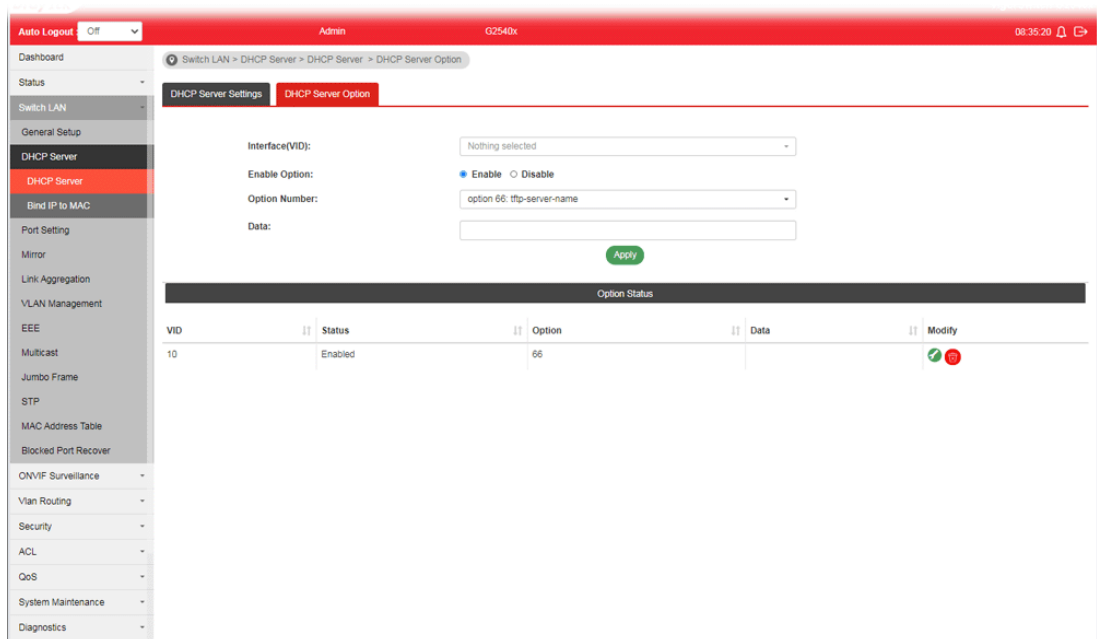 Auto Logout : Off Admin G2540x 08:35:20
Dashboard
Status
Switch LAN
General Setup
DHCP Server
DHCP Server
Bind IP to MAC
Port Setting
Mirror
Link Aggregation
VLAN Management
EEE
Multicast
Jumbo Frame
STP
MAC Address Table
Blocked Port Recover
ONVIF Surveillance
Vlan Routing
Security
ACL
QoS
System Maintenance
Diagnostics
Switch LAN > DHCP Server > DHCP Server > DHCP Server Option
DHCP Server Settings DHCP Server Option
Interface(VID): Nothing selected
Enable Option: Enable Disable
Option Number: option 66: tftp-server-name
Data:
Apply
Option Status
VID Status Option Data Modify
10 Enabled 66